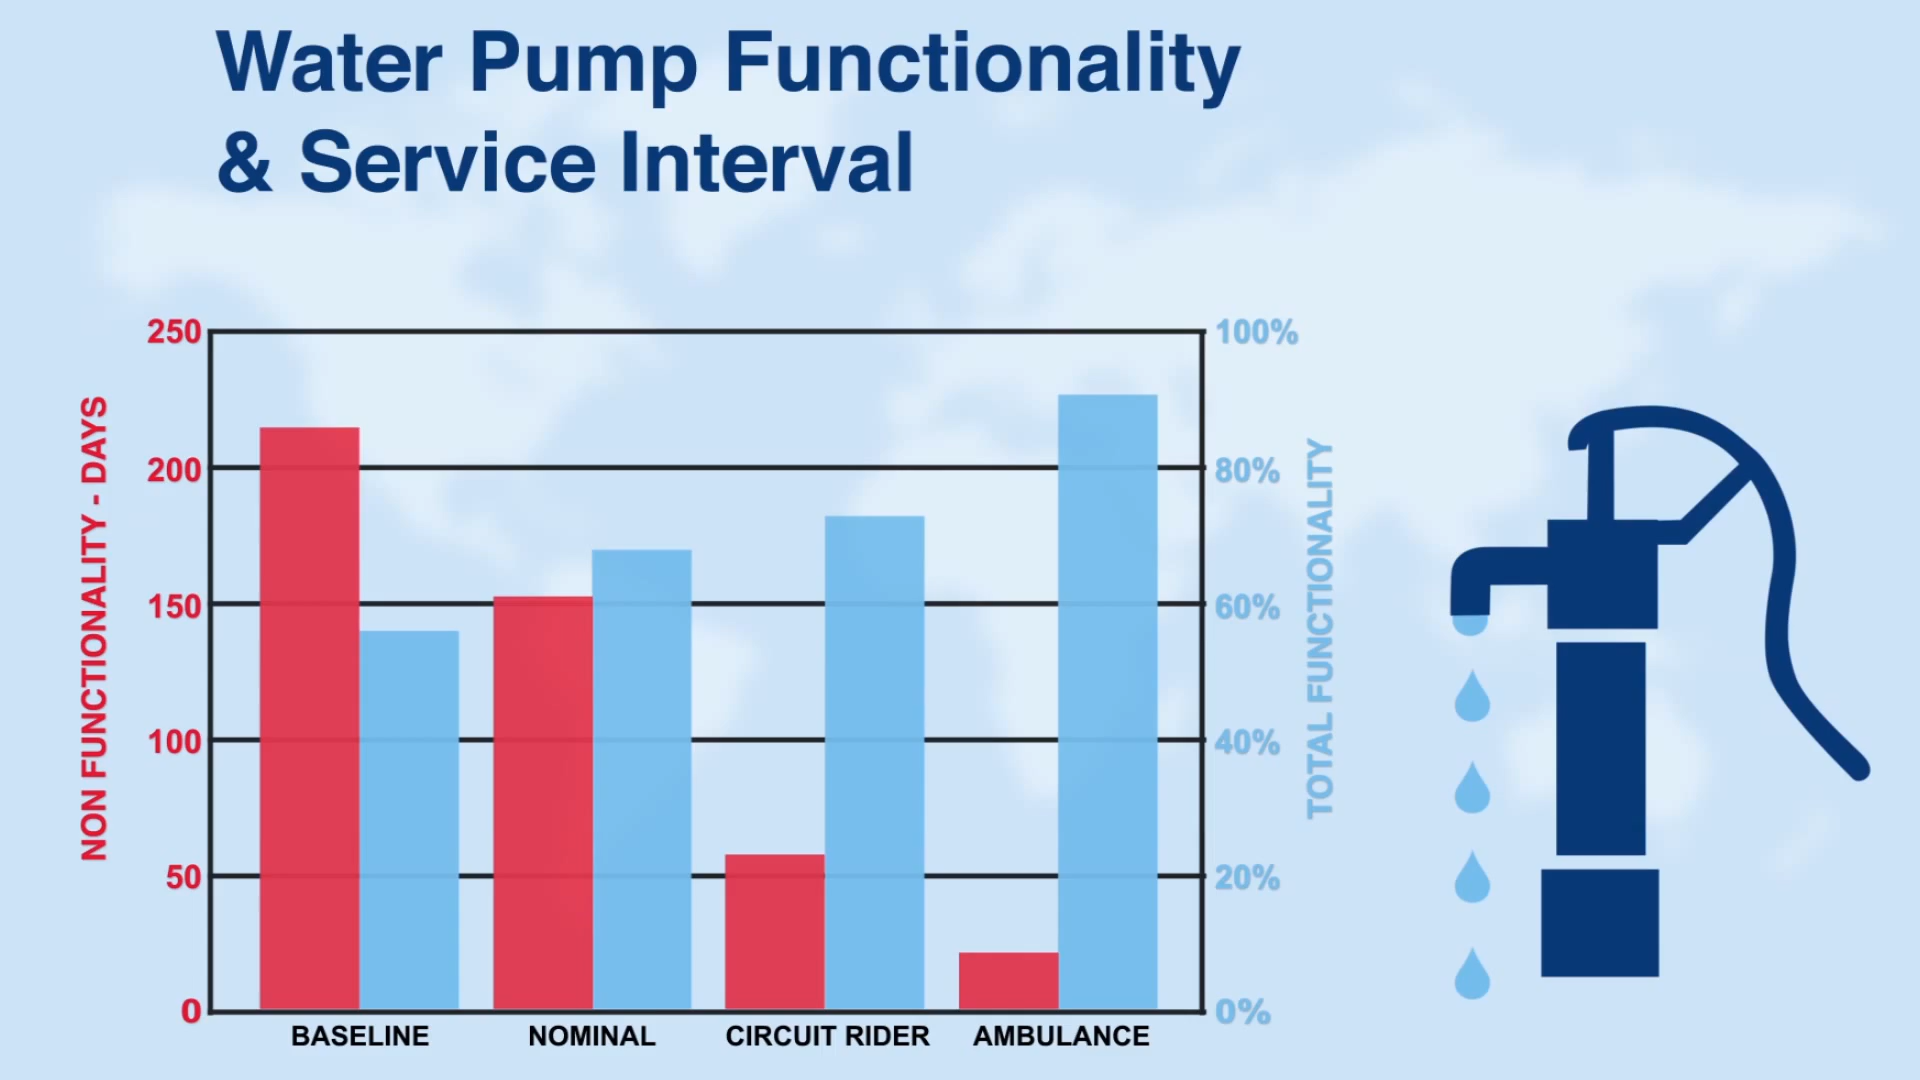 Water Pump Functionality
& Service Interval
NON FUNCTIONALITY - DAYS
250
200
150
100
50
0
100%
80%
60%
40%
20%
0%
TOTAL FUNCTIONALITY
BASELINE
NOMINAL
CIRCUIT RIDER
AMBULANCE